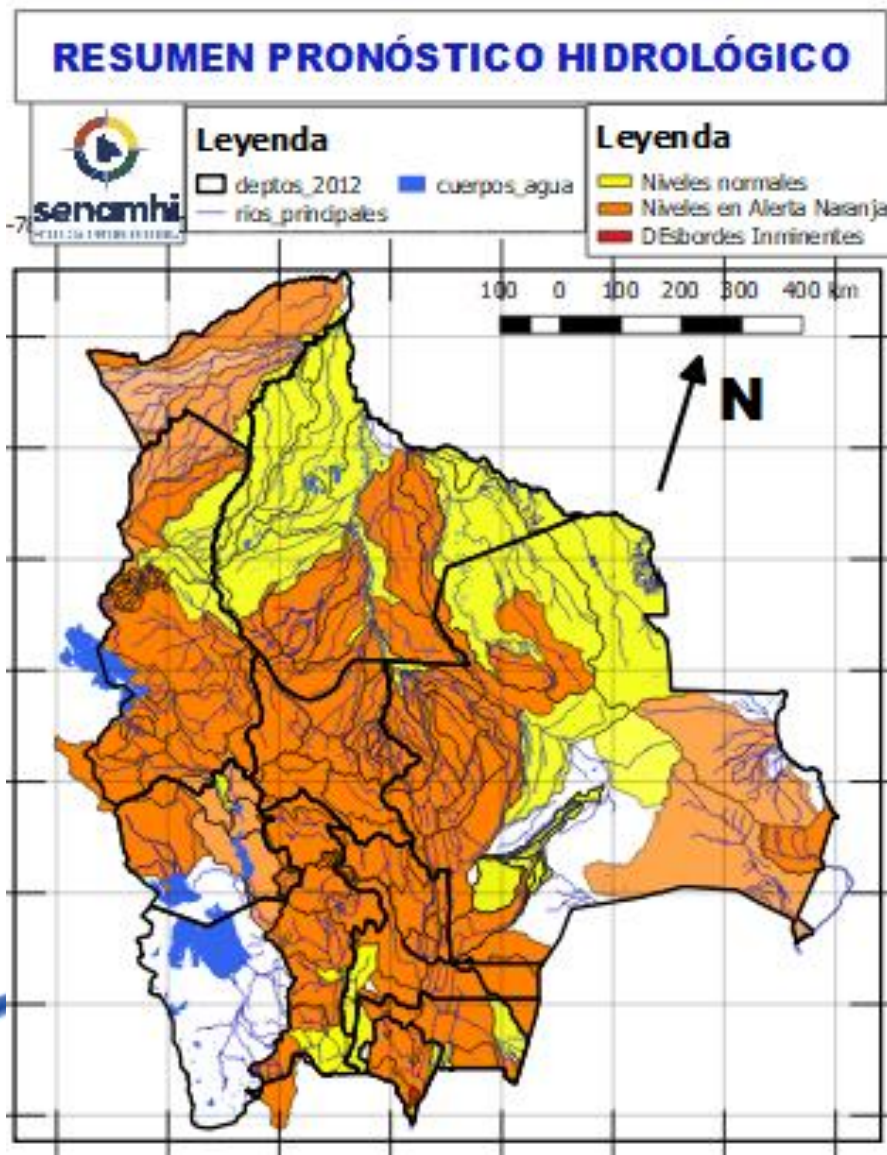 RESUMEN PRONÓSTICO HIDROLÓGICO
senamhi
Leyenda
deptos_2012
cuerpos_agua
rios_principales
Leyenda
Niveles normales
Niveles en Alerta Naranja
DEsbordes Inminentes
-7
100 0 100 200 300 400 km
N